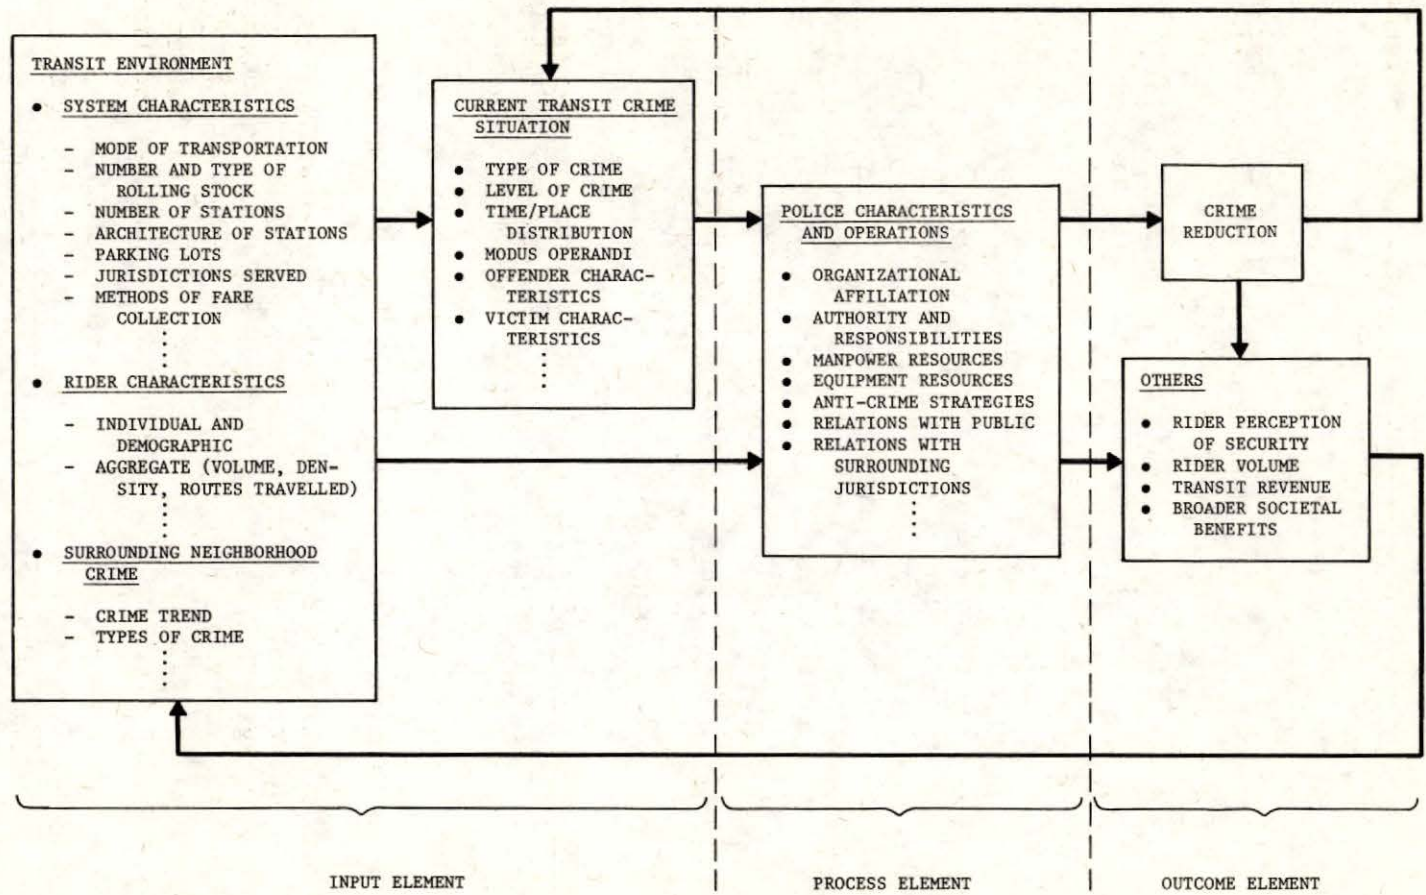 TRANSIT ENVIRONMENT
• SYSTEM CHARACTERISTICS
- MODE OF TRANSPORTATION
- NUMBER AND TYPE OF
ROLLING STOCK
- NUMBER OF STATIONS
- ARCHITECTURE OF STATIONS
- PARKING LOTS
- JURISDICTIONS SERVED
- METHODS OF FARE
COLLECTION
• RIDER CHARACTERISTICS
- INDIVIDUAL AND
DEMOGRAPHIC
- AGGREGATE (VOLUME, DEN-
SITY, ROUTES TRAVELLED)
• SURROUNDING NEIGHBORHOOD
CRIME
- CRIME TREND
- TYPES OF CRIME
CURRENT TRANSIT CRIME
SITUATION
• TYPE OF CRIME
• LEVEL OF CRIME
• TIME/PLACE
DISTRIBUTION
• MODUS OPERANDI
• OFFENDER CHARAC-
TERISTICS
• VICTIM CHARAC-
TERISTICS
POLICE CHARACTERISTICS
AND OPERATIONS
• ORGANIZATIONAL
AFFILIATION
• AUTHORITY AND
RESPONSIBILITIES
• MANPOWER RESOURCES
• EQUIPMENT RESOURCES
• ANTI-CRIME STRATEGIES
• RELATIONS WITH PUBLIC
• RELATIONS WITH
SURROUNDING
JURISDICTIONS
CRIME
REDUCTION
OTHERS
• RIDER PERCEPTION
OF SECURITY
• RIDER VOLUME
• TRANSIT REVENUE
• BROADER SOCIETAL
BENEFITS
INPUT ELEMENT
PROCESS ELEMENT
OUTCOME ELEMENT